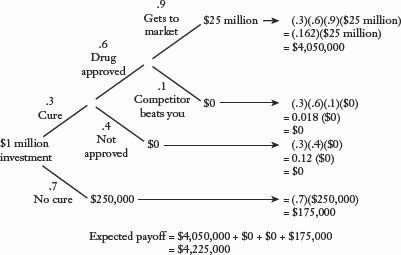 .9
Gets to
market
$25 million
(.3)(.6)(.9)($25 million)
= (.162)($25 million)
= $4,050,000
.6
Drug
approved
.1
Competitor
beats you
$0
(.3)(.6)(.1)($0)
= 0.018 ($0)
= $0
.3
Cure
.4
Not
approved
$0
(.3)(.4)($0)
= 0.12 ($0)
= $0
$1 million
investment
.7
No cure
$250,000
= (.7)($250,000)
= $175,000
Expected payoff = $4,050,000 + $0 + $0 + $175,000
= $4,225,000